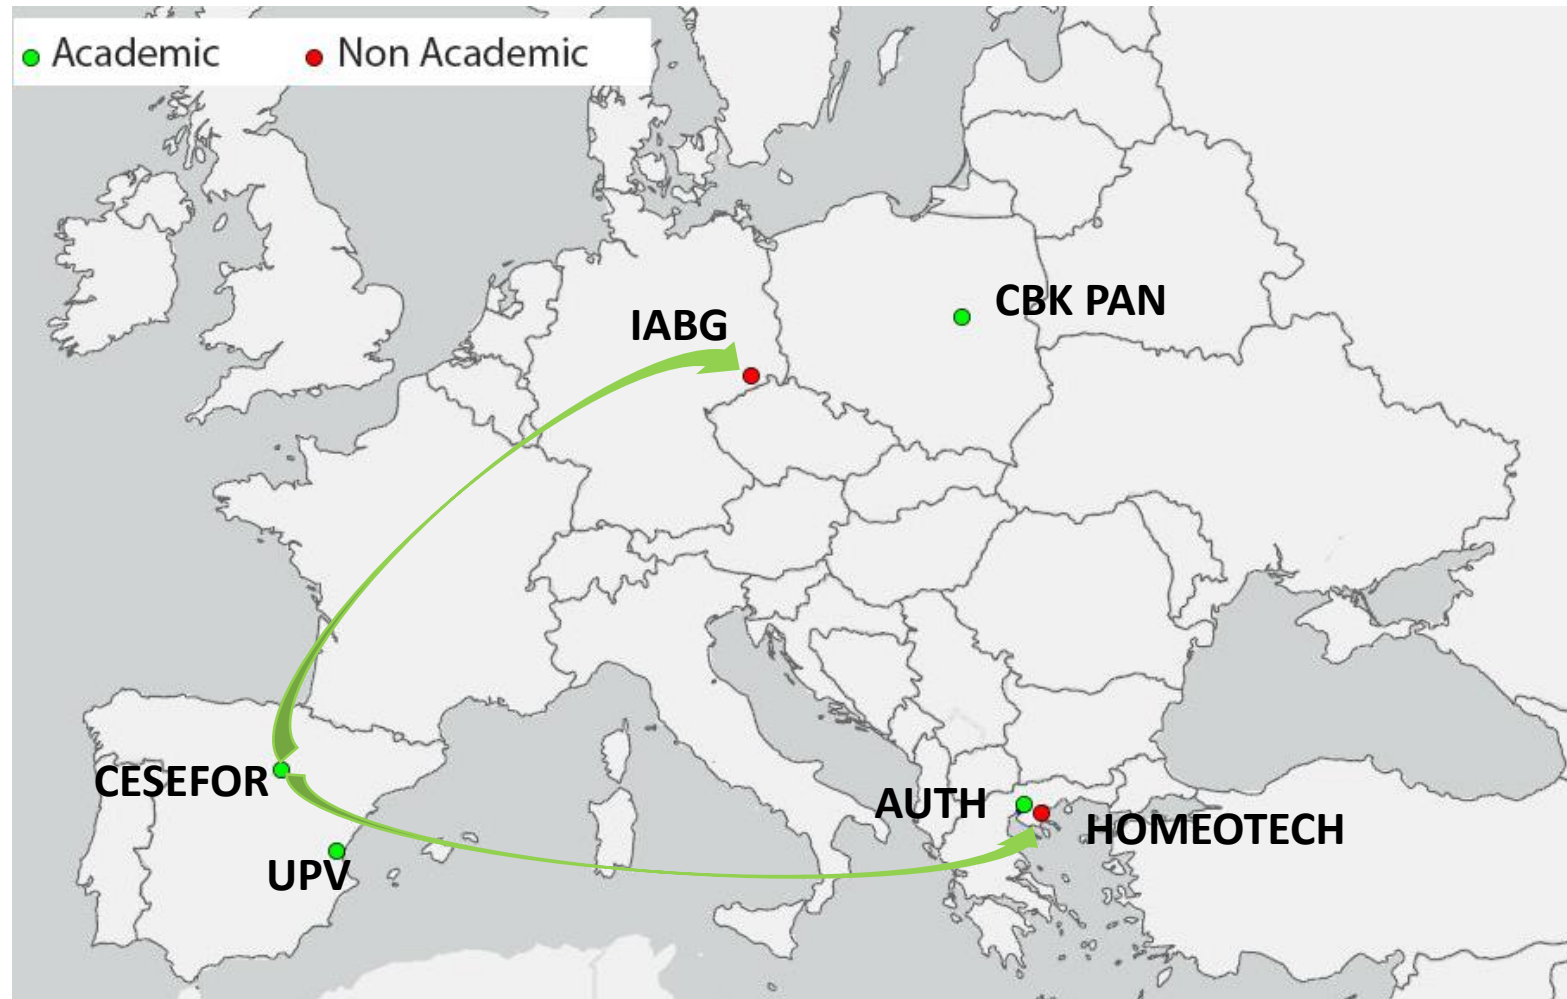 Academic
Non Academic
IABG
CBK PAN
CESEFOR
UPV
AUTH
HOMEOTECH